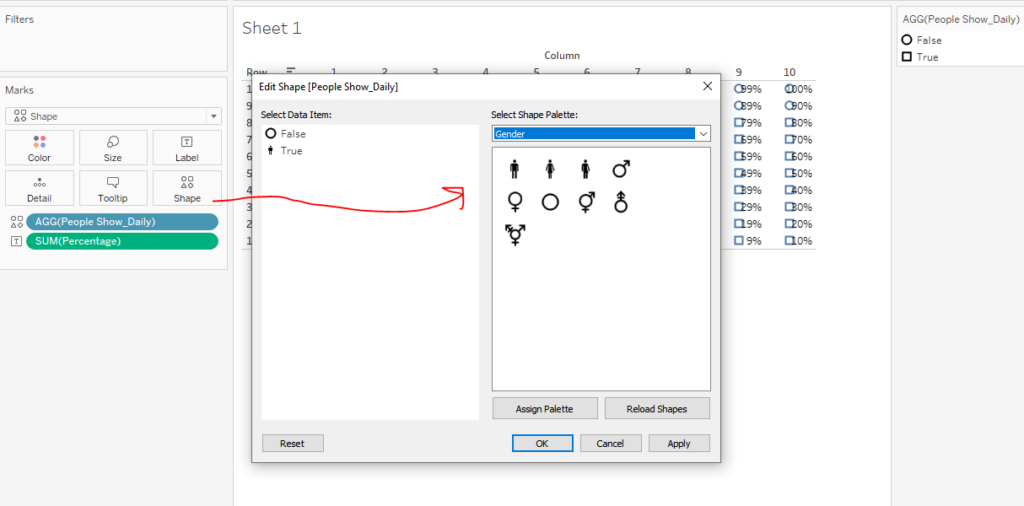 Filters
Marks
Shape
Color Size Label
Detail Tooltip Shape
AGG(People Show_Daily)
SUM(Percentage)
Sheet 1
Column
Row 1 2 3 4 5 6 7 8 9 10
1 99% 100%
9 89% 90%
8 79% 80%
7 69% 70%
6 59% 60%
5 49% 50%
4 39% 40%
3 29% 30%
2 19% 20%
1 9% 10%
Edit Shape [People Show_Daily]
Select Data Item:
False
True
Select Shape Palette:
Gender
Assign Palette Reload Shapes
Reset OK Cancel Apply
AGG(People Show_Daily)
False
True